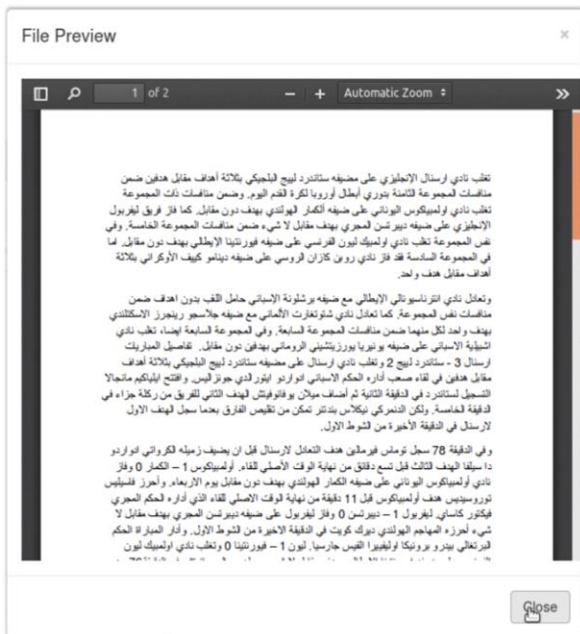 File Preview
×
1 of 2
− + Automatic Zoom
»
تغلب نادي ارسنال الإنجليزي على مضيفه ستاندرد لييج البلجيكي بثلاثة أهداف مقابل هدفين ضمن
منافسات المجموعة الثامنة بدوري أبطال أوروبا لكرة القدم اليوم. وضمن منافسات ذات المجموعة
تغلب نادي اولمبياكوس اليوناني على ضيفه ألكمار الهولندي بهدف دون مقابل. كما فاز فريق ليفربول
الإنجليزي على ضيفه ديبرتسن المجري بهدف مقابل لا شيء ضمن منافسات المجموعة الخامسة. وفي
نفس المجموعة تغلب نادي اولمبيك ليون الفرنسي على ضيفه فيورنتينا الإيطالي بهدف دون مقابل. اما
في المجموعة السادسة فقد فاز نادي روبن كازان الروسي على ضيفه دينامو كييف الأوكراني بثلاثة
أهداف مقابل هدف واحد.
وتعادل نادي انترناسيونالي الإيطالي مع ضيفه برشلونة الإسباني حامل اللقب بدون اهداف ضمن
منافسات نفس المجموعة. كما تعادل نادي شتوتغارت الألماني مع ضيفه جلاسجو رينجرز الاسكتلندي
بهدف واحد لكل منهما ضمن منافسات المجموعة السابعة. وفي المجموعة السابعة ايضا، تغلب نادي
اشبيلية الاسباني على ضيفه يونيريا يورزيتشيني الروماني بهدفين دون مقابل. تفاصيل المباريات
ارسنال 3 - ستاندرد لييج 2 وتغلب نادي ارسنال على مضيفه ستاندرد لييج البلجيكي بثلاثة أهداف
مقابل هدفين في لقاء صعب أداره الحكم الاسباني ادواردو ايتورالدي جونزاليس. وافتتح ايلياكيم مانجالا
التسجيل لستاندرد في الدقيقة الثانية ثم أضاف ميلان يوفانوفيتش الهدف الثاني للفريق من ركلة جزاء في
الدقيقة الخامسة. ولكن الدنمركي نيكلاس بندتنر تمكن من تقليص الفارق بعدما سجل الهدف الاول
لارسنال في الدقيقة الأخيرة من الشوط الاول.
وفي الدقيقة 78 سجل توماس فيرمالين هدف التعادل لارسنال قبل ان يضيف زميله الكرواتي ادواردو
دا سيلفا الهدف الثالث قبل تسع دقائق من نهاية الوقت الأصلي للقاء. أولمبياكوس 1 – الكمار 0 وفاز
نادي أولمبياكوس اليوناني على ضيفه الكمار الهولندي بهدف دون مقابل يوم الاربعاء. وأحرز فاسيليس
توروسيديس هدف أولمبياكوس قبل 11 دقيقة من نهاية الوقت الاصلي للقاء الذي أداره الحكم المجري
فيكتور كاساي. ليفربول 1 – ديبرتسن 0 وفاز ليفربول على ضيفه ديبرتسن المجري بهدف مقابل لا
شيء أحرزه المهاجم الهولندي ديرك كويت في الدقيقة الاخيرة من الشوط الاول. وأدار المباراة الحكم
البرتغالي بيدرو برونيكا اوليفييرا القيس جارسيا. ليون 1 – فيورنتينا 0 وتغلب نادي اولمبيك ليون
Close